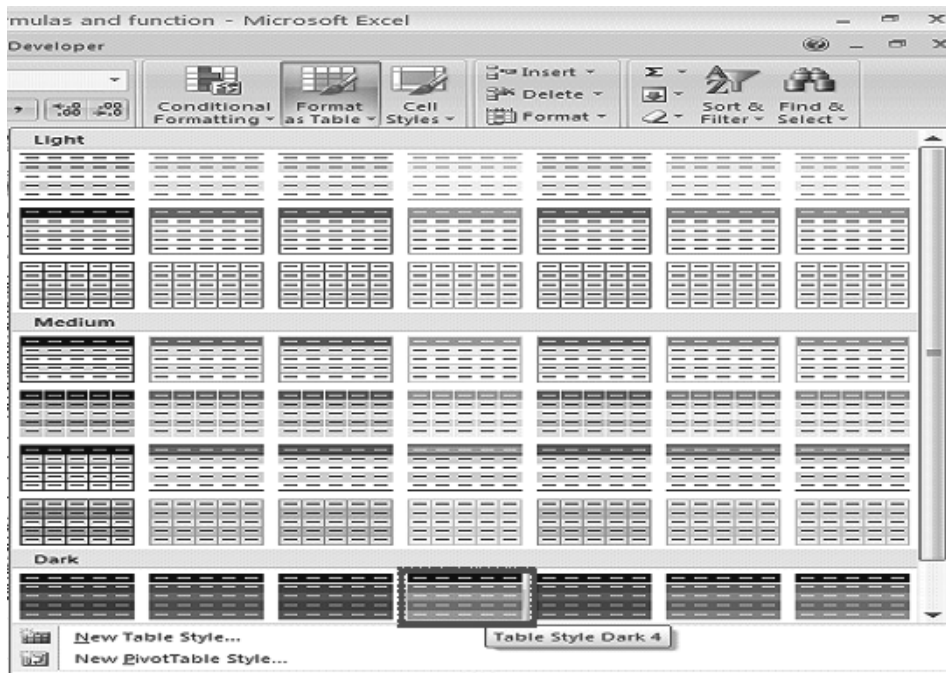 mulas and function - Microsoft Excel
Developer
Conditional Formatting
Format as Table
Cell Styles
Insert
Delete
Format
Sort & Filter
Find & Select
Light
Medium
Dark
Table Style Dark 4
New Table Style...
New PivotTable Style...